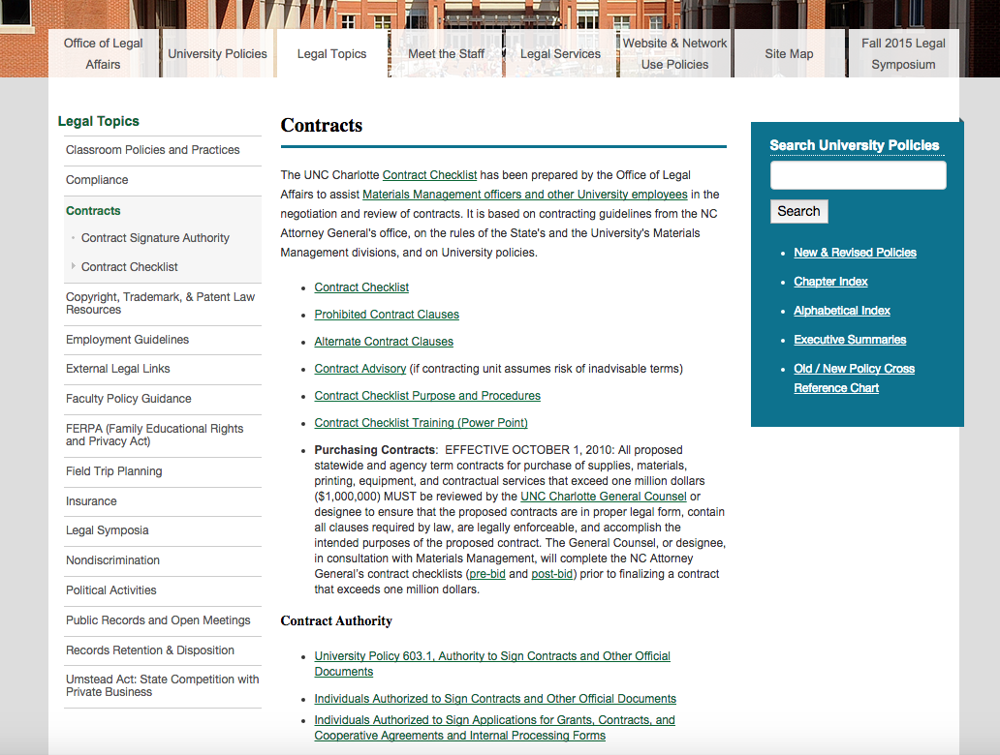 Office of Legal
Affairs
University Policies
Legal Topics
Meet the Staff
Legal Services
Website & Network
Use Policies
Site Map
Fall 2015 Legal
Symposium
Legal Topics
Classroom Policies and Practices
Compliance
Contracts
Contract Signature Authority
Contract Checklist
Copyright, Trademark, & Patent Law
Resources
Employment Guidelines
External Legal Links
Faculty Policy Guidance
FERPA (Family Educational Rights
and Privacy Act)
Field Trip Planning
Insurance
Legal Symposia
Nondiscrimination
Political Activities
Public Records and Open Meetings
Records Retention & Disposition
Umstead Act: State Competition with
Private Business
Contracts
The UNC Charlotte Contract Checklist has been prepared by the Office of Legal
Affairs to assist Materials Management officers and other University employees in the
negotiation and review of contracts. It is based on contracting guidelines from the NC
Attorney General's office, on the rules of the State's and the University's Materials
Management divisions, and on University policies.
Contract Checklist
Prohibited Contract Clauses
Alternate Contract Clauses
Contract Advisory (if contracting unit assumes risk of inadvisable terms)
Contract Checklist Purpose and Procedures
Contract Checklist Training (Power Point)
Purchasing Contracts: EFFECTIVE OCTOBER 1, 2010: All proposed
statewide and agency term contracts for purchase of supplies, materials,
printing, equipment, and contractual services that exceed one million dollars
($1,000,000) MUST be reviewed by the UNC Charlotte General Counsel or
designee to ensure that the proposed contracts are in proper legal form, contain
all clauses required by law, are legally enforceable, and accomplish the
intended purposes of the proposed contract. The General Counsel, or designee,
in consultation with Materials Management, will complete the NC Attorney
General's contract checklists (pre-bid and post-bid) prior to finalizing a contract
that exceeds one million dollars.
Contract Authority
University Policy 603.1, Authority to Sign Contracts and Other Official
Documents
Individuals Authorized to Sign Contracts and Other Official Documents
Individuals Authorized to Sign Applications for Grants, Contracts, and
Cooperative Agreements and Internal Processing Forms
Search University Policies
Search
New & Revised Policies
Chapter Index
Alphabetical Index
Executive Summaries
Old / New Policy Cross
Reference Chart